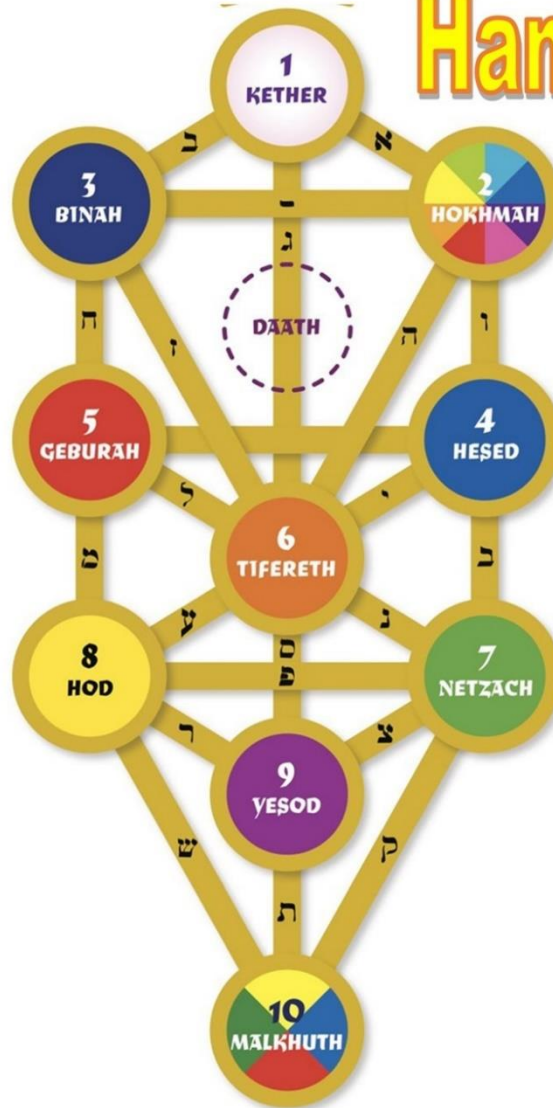 Han
1
KETHER
ב
א
3
BINAH
2
HOKHMAH
ג
DAATH
ח
ז
ה
ו
5
GEBURAH
4
HESED
ל
י
6
TIFERETH
8
HOD
7
NETZACH
ס
פ
ר
צ
9
YESOD
ש
ק
ת
10
MALKHUTH